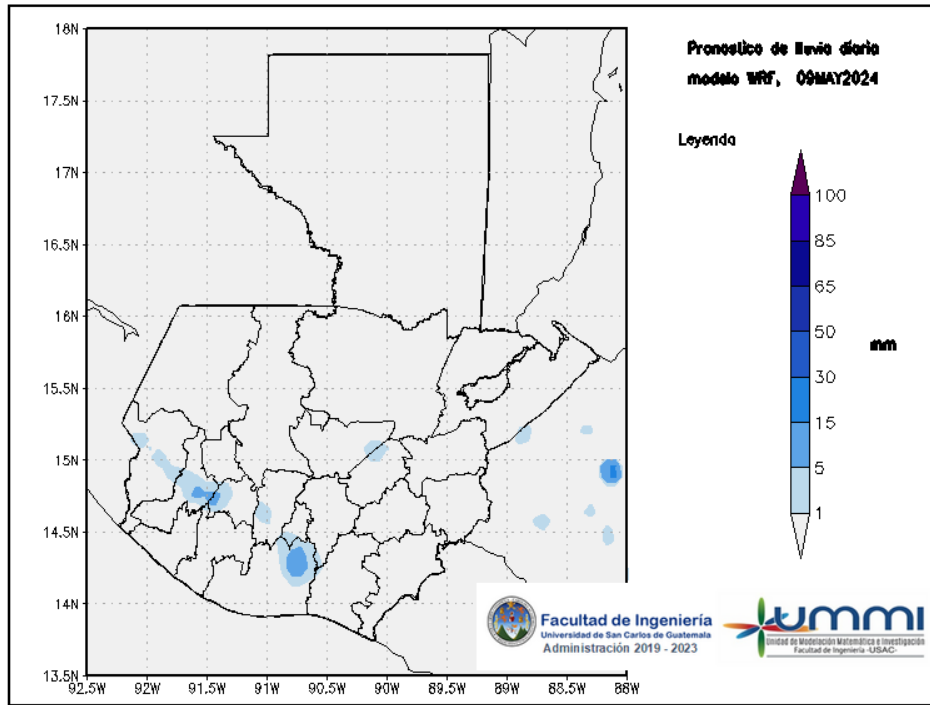 Pronostico de lluvia diaria
modelo WRF, 09MAY2024
Leyenda
100
85
65
50
30
15
5
1
mm
18N
17.5N
17N
16.5N
16N
15.5N
15N
14.5N
14N
13.5N
92.5W
92W
91.5W
91W
90.5W
90W
89.5W
89W
88.5W
88W
Facultad de Ingeniería
Universidad de San Carlos de Guatemala
Administración 2019 - 2023
ummi
Unidad de Modelación Matemática e Investigación
Facultad de Ingeniería -USAC-